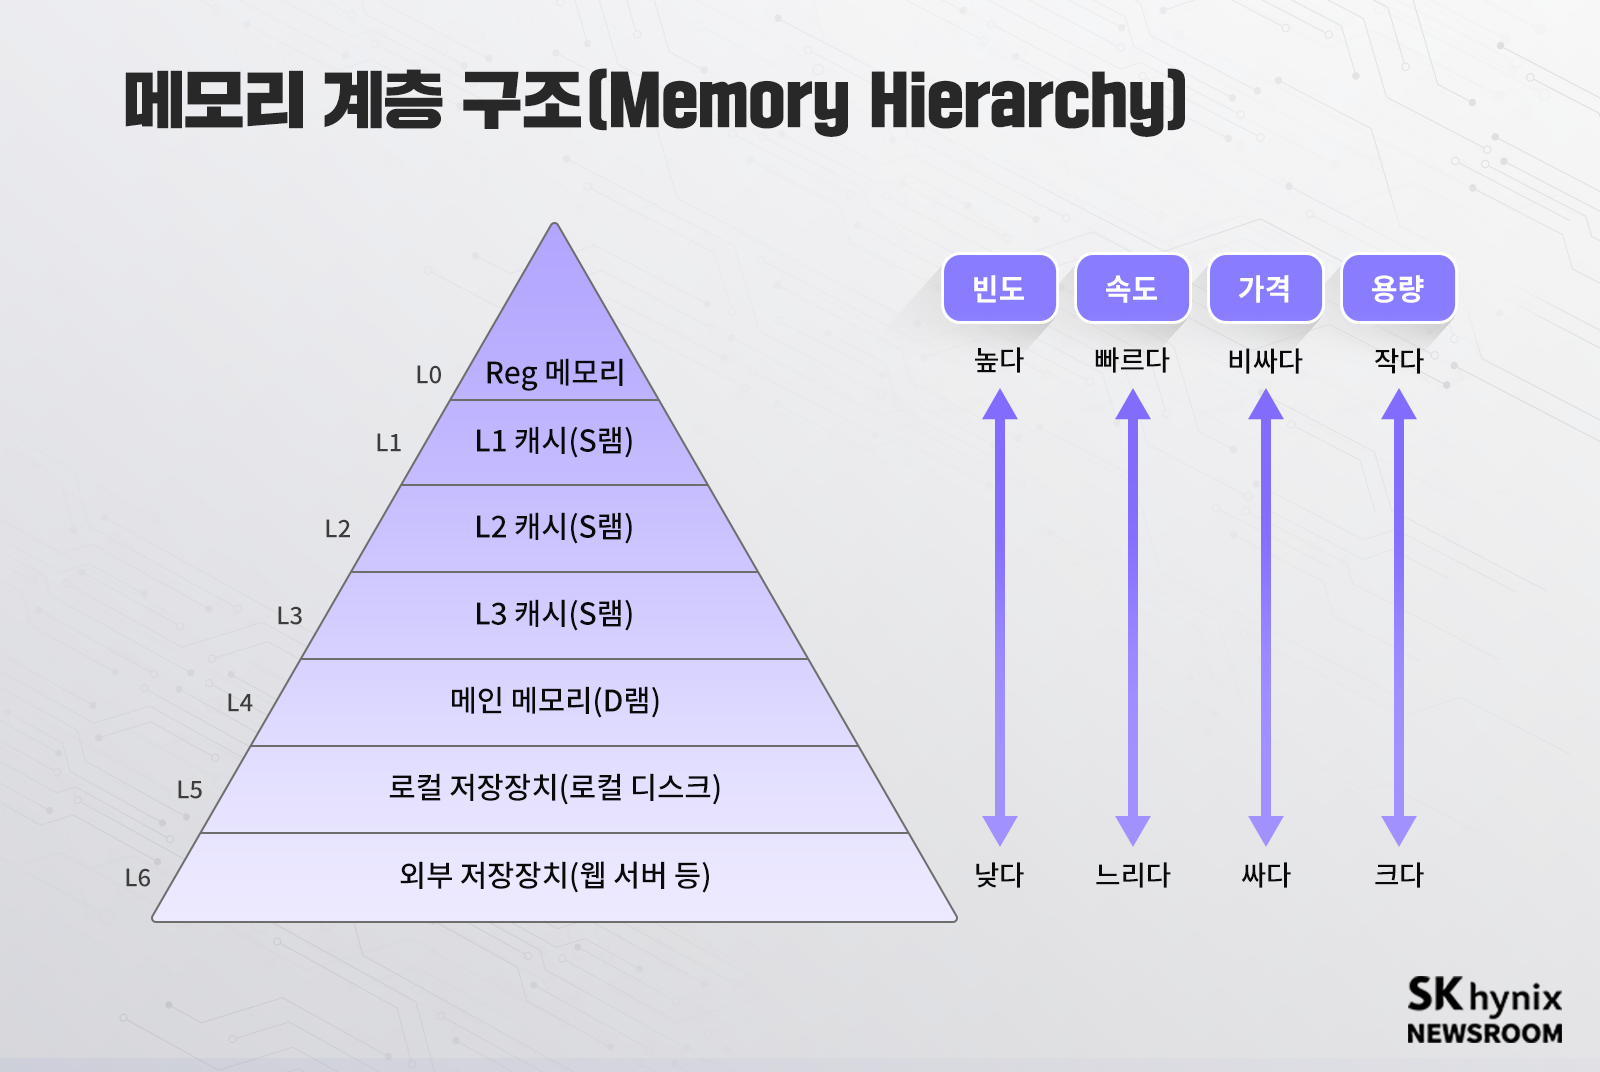 메모리 계층 구조(Memory Hierarchy)
빈도 속도 가격 용량
높다 빠르다 비싸다 작다
L0 Reg 메모리
L1 L1 캐시(S램)
L2 L2 캐시(S램)
L3 L3 캐시(S램)
L4 메인 메모리(D램)
L5 로컬 저장장치(로컬 디스크)
L6 외부 저장장치(웹 서버 등)
낮다 느리다 싸다 크다
SK hynix
NEWSROOM